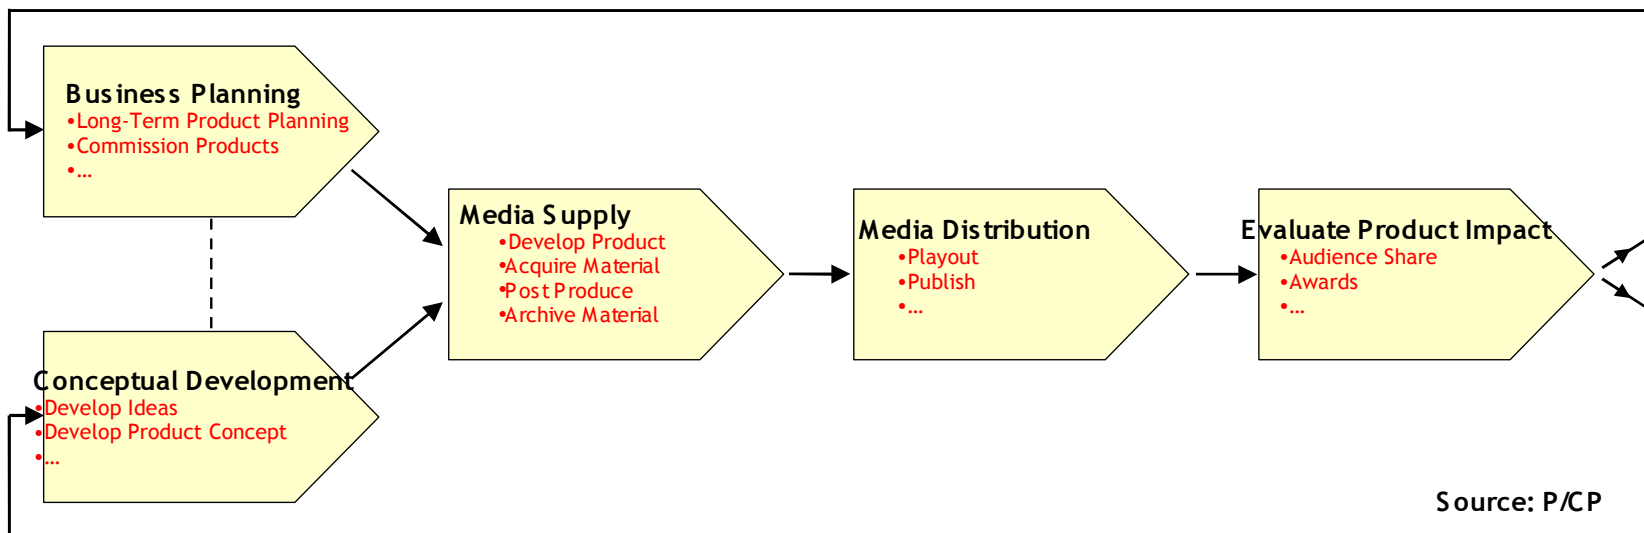 Business Planning
•Long-Term Product Planning
•Commission Products
•...
Conceptual Development
•Develop Ideas
•Develop Product Concept
•...
Media Supply
•Develop Product
•Acquire Material
•Post Produce
•Archive Material
Media Distribution
•Playout
•Publish
•...
Evaluate Product Impact
•Audience Share
•Awards
•...
Source: P/CP